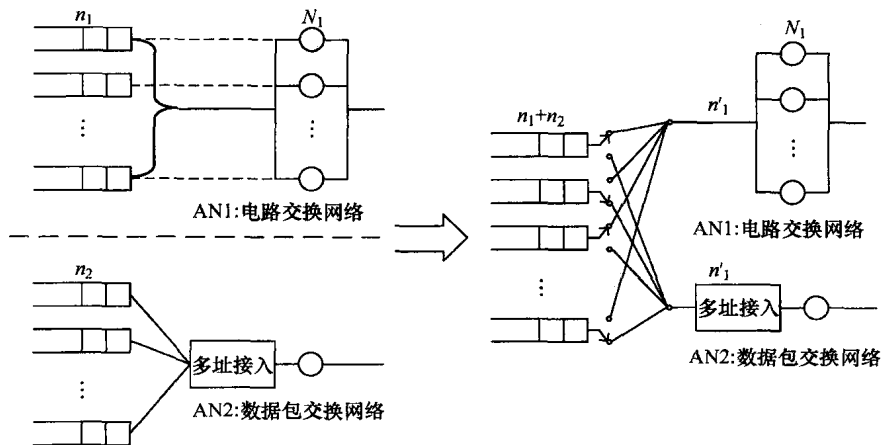 n₁
N₁
⋮
⋮
AN1:电路交换网络
n₂
⋮
多址接入
AN2:数据包交换网络
n₁+n₂
⋮
n'₁
N₁
⋮
AN1:电路交换网络
n'₁
多址接入
AN2:数据包交换网络